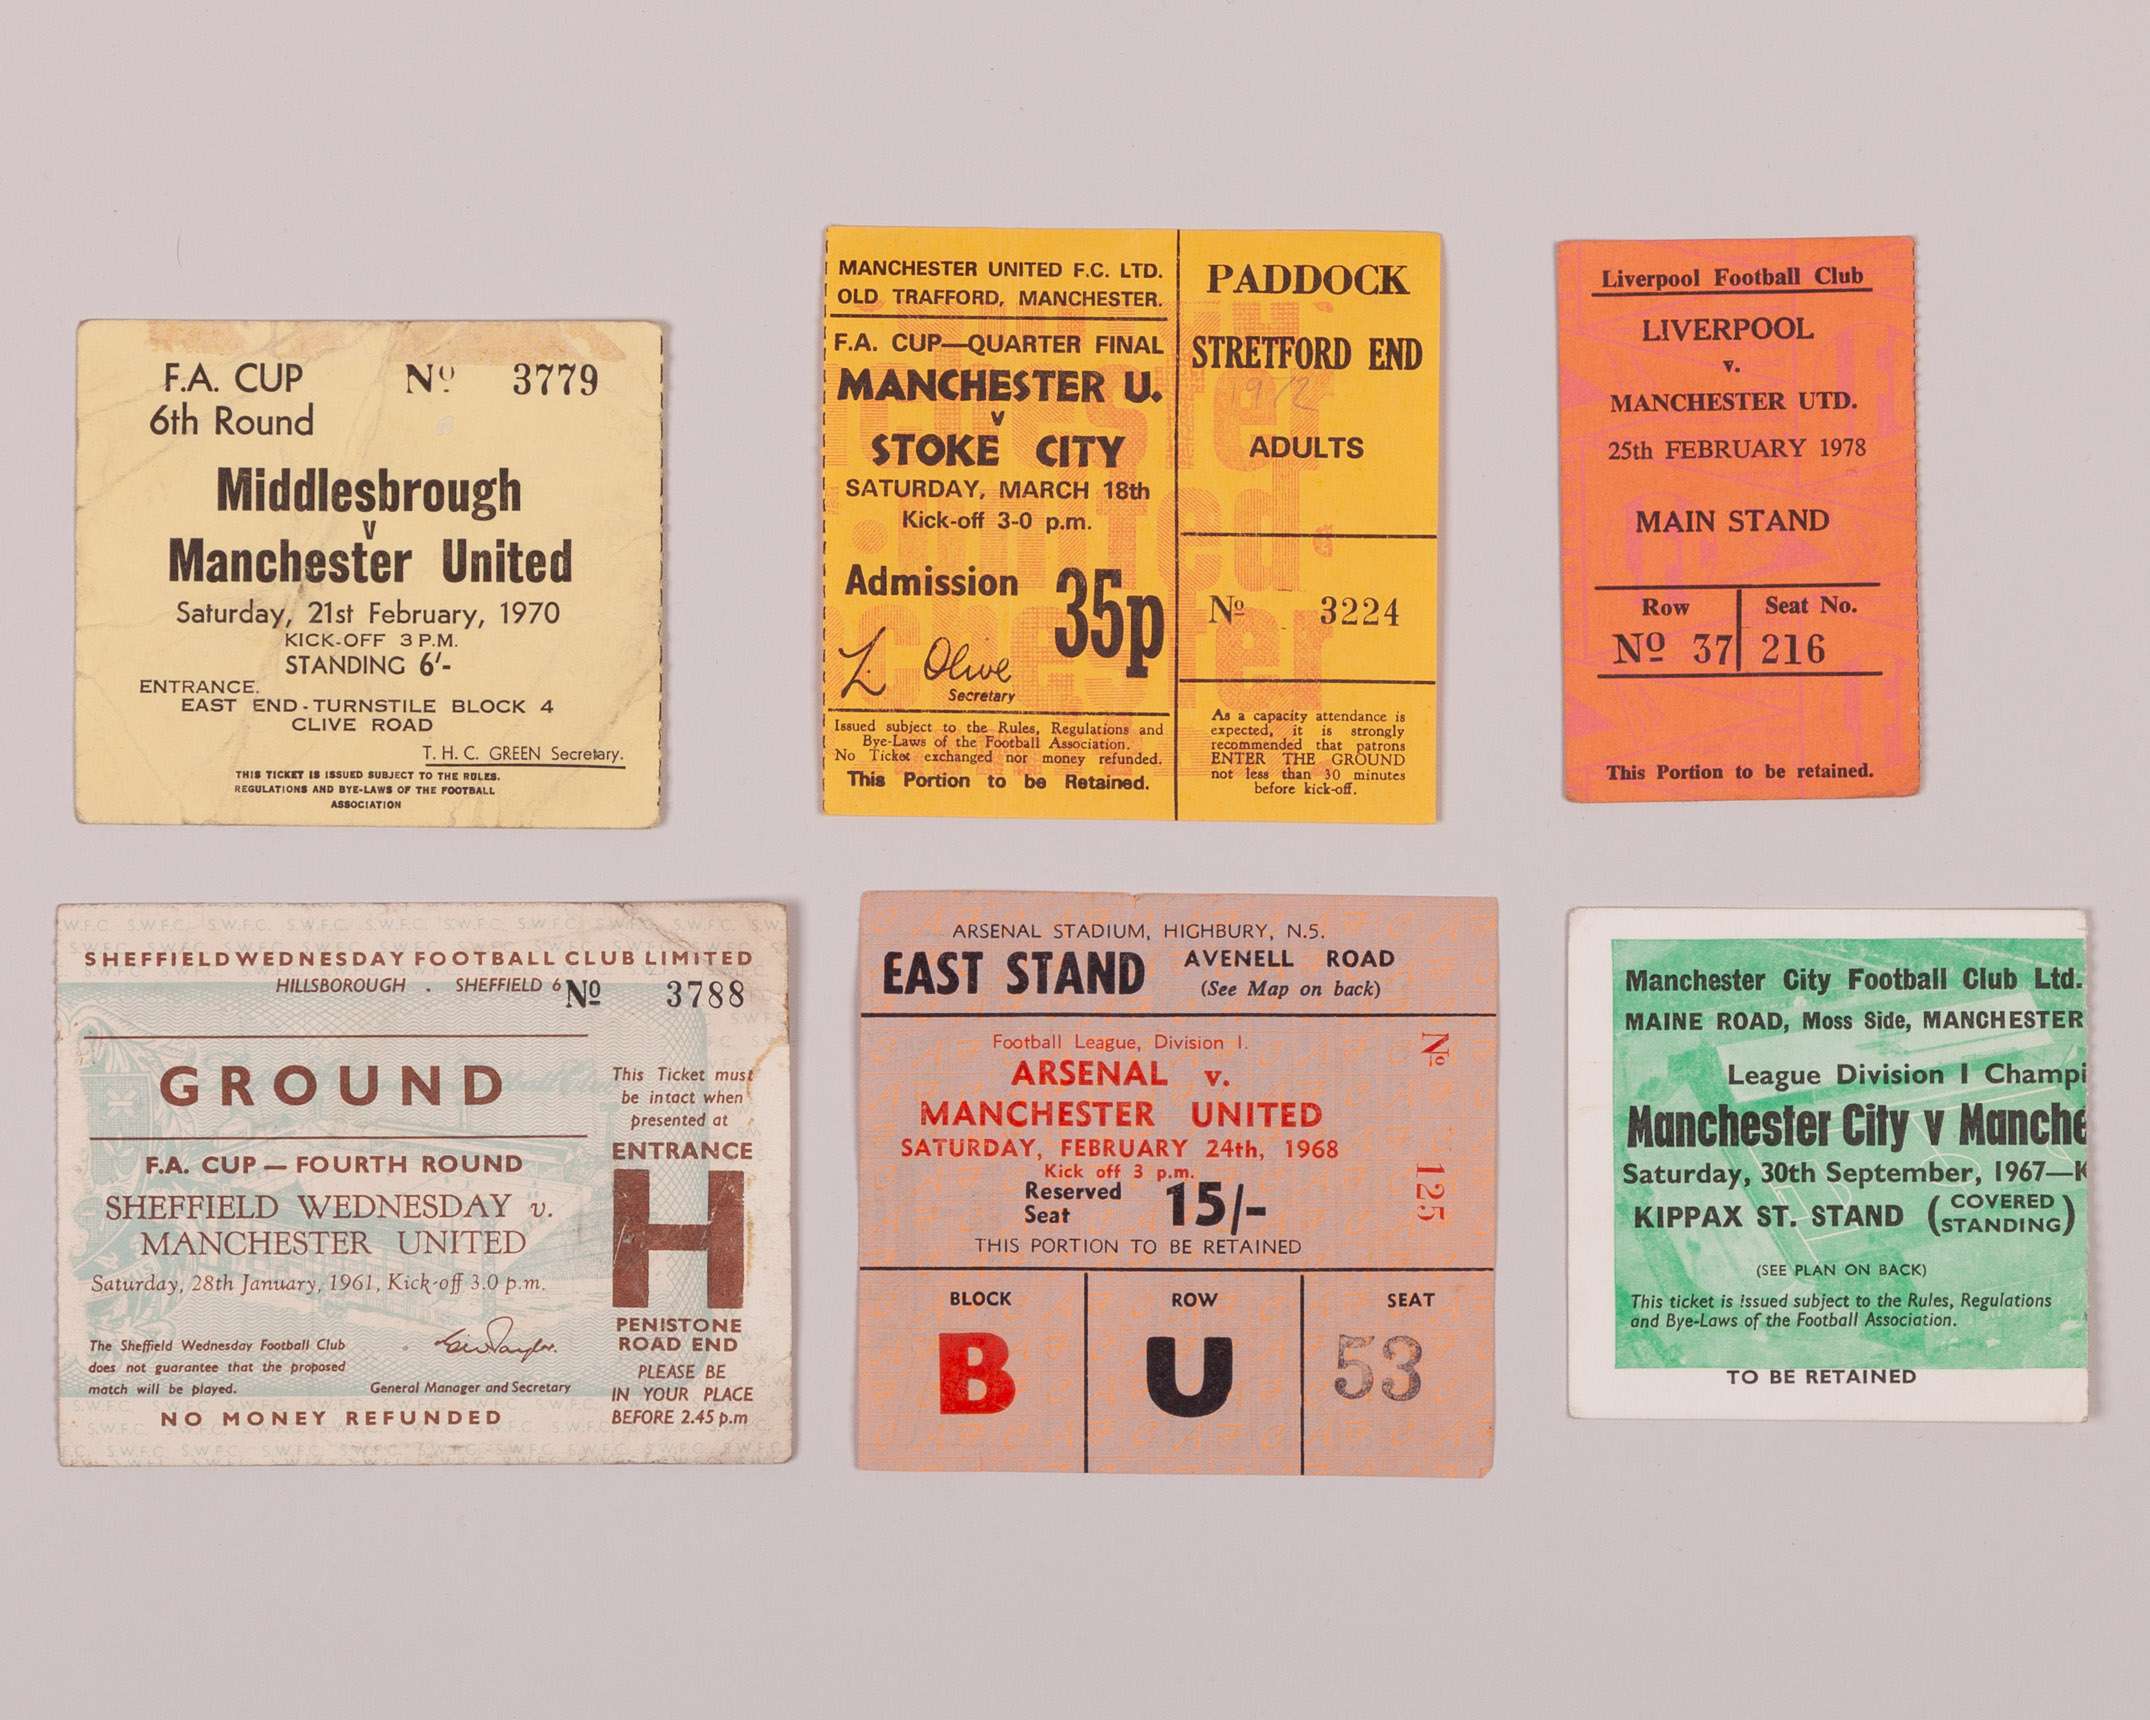 F.A. CUP Nº 3779
6th Round
Middlesbrough
v
Manchester United
Saturday, 21st February, 1970
KICK-OFF 3 P.M.
STANDING 6'-
ENTRANCE.
EAST END - TURNSTILE BLOCK 4
CLIVE ROAD
T. H. C. GREEN Secretary.
THIS TICKET IS ISSUED SUBJECT TO THE RULES.
REGULATIONS AND BYE-LAWS OF THE FOOTBALL
ASSOCIATION
MANCHESTER UNITED F.C. LTD.
OLD TRAFFORD, MANCHESTER.
F.A. CUP—QUARTER FINAL
MANCHESTER U.
v
STOKE CITY
SATURDAY, MARCH 18th
Kick-off 3-0 p.m.
Admission 35p
L. Olive
Secretary
Issued subject to the Rules, Regulations and
Bye-Laws of the Football Association.
No Ticket exchanged nor money refunded.
This Portion to be Retained.
PADDOCK
STRETFORD END
1972
ADULTS
Nº 3224
As a capacity attendance is
expected, it is strongly
recommended that patrons
ENTER THE GROUND
not less than 30 minutes
before kick-off.
Liverpool Football Club
LIVERPOOL
v.
MANCHESTER UTD.
25th FEBRUARY 1978
MAIN STAND
Row Seat No.
Nº 37 216
This Portion to be retained.
W.F.C. S.W.F.C. S.W.F.C. S.W.F.C. S.W.F.C. S.W.F.C. S.W.F.C. S.W.F.C. S.W.F.C. S.W.
SHEFFIELD WEDNESDAY FOOTBALL CLUB LIMITED
HILLSBOROUGH . SHEFFIELD 6 Nº 3788
GROUND
F.A. CUP — FOURTH ROUND
SHEFFIELD WEDNESDAY v.
MANCHESTER UNITED
Saturday, 28th January, 1961, Kick-off 3.0 p.m.
The Sheffield Wednesday Football Club
does not guarantee that the proposed
match will be played.
General Manager and Secretary
NO MONEY REFUNDED
This Ticket must
be intact when
presented at
ENTRANCE
H
PENISTONE
ROAD END
PLEASE BE
IN YOUR PLACE
BEFORE 2.45 p.m
ARSENAL STADIUM, HIGHBURY, N.5.
EAST STAND AVENELL ROAD
(See Map on back)
Football League, Division I.
ARSENAL v.
MANCHESTER UNITED
SATURDAY, FEBRUARY 24th, 1968
Kick off 3 p.m.
Reserved
Seat 15/-
THIS PORTION TO BE RETAINED
Nº 125
BLOCK ROW SEAT
B U 53
Manchester City Football Club Ltd.
MAINE ROAD, Moss Side, MANCHESTER
League Division I Champi
Manchester City v Manche
Saturday, 30th September, 1967—K
KIPPAX ST. STAND (COVERED STANDING)
(SEE PLAN ON BACK)
This ticket is issued subject to the Rules, Regulations
and Bye-Laws of the Football Association.
TO BE RETAINED